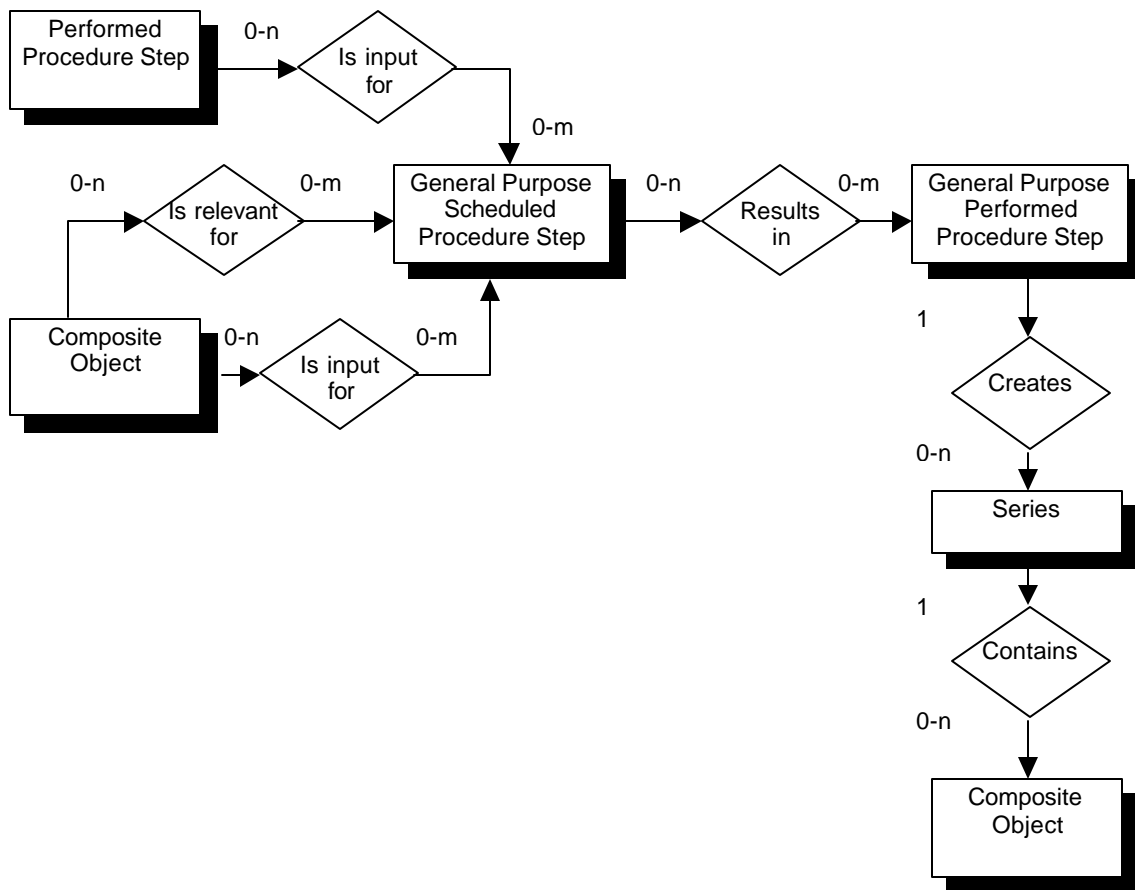 Performed
Procedure Step
0-n
Is input
for
0-m
0-n
Is relevant
for
0-m
General Purpose
Scheduled
Procedure Step
0-n
Results
in
0-m
General Purpose
Performed
Procedure Step
Composite
Object
0-n
Is input
for
0-m
1
Creates
0-n
Series
1
Contains
0-n
Composite
Object